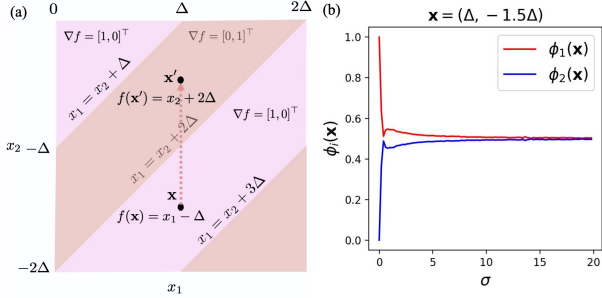 (a)
0 Δ 2Δ
∇f = [1, 0]⊤
∇f = [0, 1]⊤
x₁ = x₂ + Δ
x′
f(x′) = x₂ + 2Δ
∇f = [1, 0]⊤
x₂
−Δ
x₁ = x₂ + 2Δ
x
f(x) = x₁ − Δ
x₁ = x₂ + 3Δ
−2Δ
x₁
(b)
x = (Δ, − 1.5Δ)
ϕ₁(x)
ϕ₂(x)
ϕᵢ(x)
1.0
0.8
0.6
0.4
0.2
0.0
0 5 10 15 20
σ